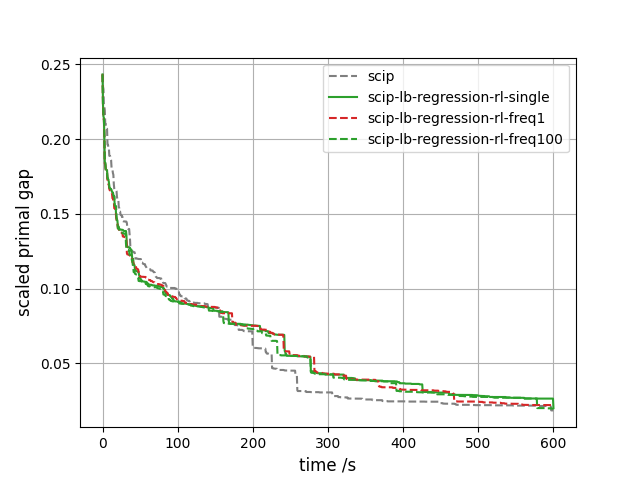 0.25
0.20
0.15
0.10
0.05
scaled primal gap
scip
scip-lb-regression-rl-single
scip-lb-regression-rl-freq1
scip-lb-regression-rl-freq100
0 100 200 300 400 500 600
time /s